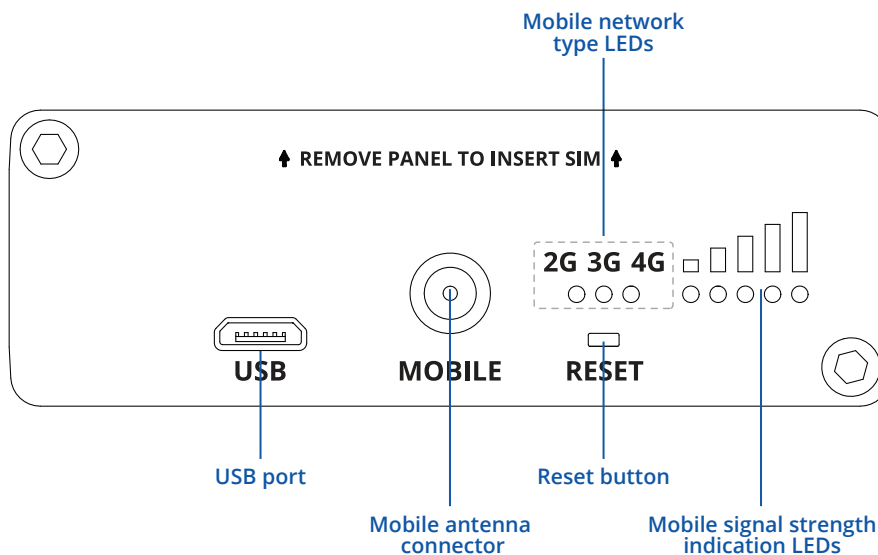 Mobile network
type LEDs
REMOVE PANEL TO INSERT SIM
2G 3G 4G
USB
MOBILE
RESET
USB port
Reset button
Mobile antenna
connector
Mobile signal strength
indication LEDs